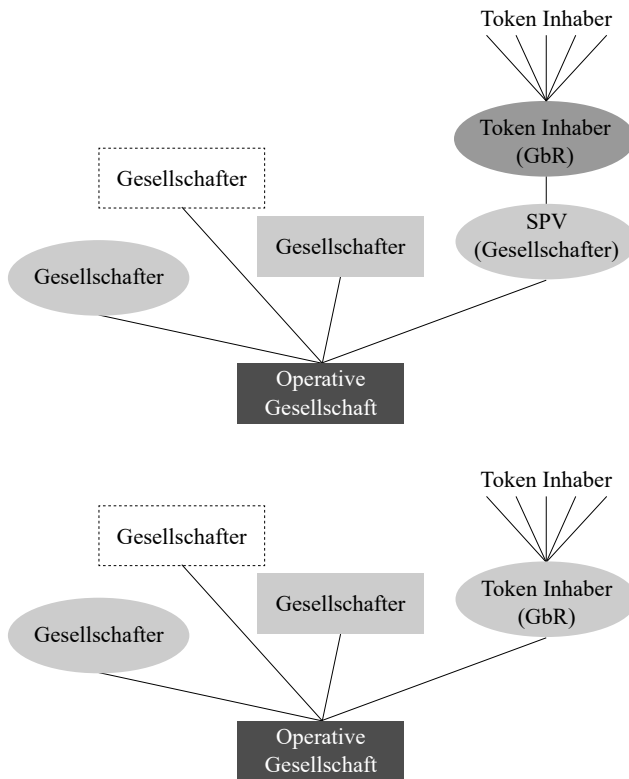 Token Inhaber
Token Inhaber
(GbR)
Gesellschafter
SPV
(Gesellschafter)
Gesellschafter
Gesellschafter
Operative
Gesellschaft
Token Inhaber
Gesellschafter
Token Inhaber
(GbR)
Gesellschafter
Gesellschafter
Operative
Gesellschaft